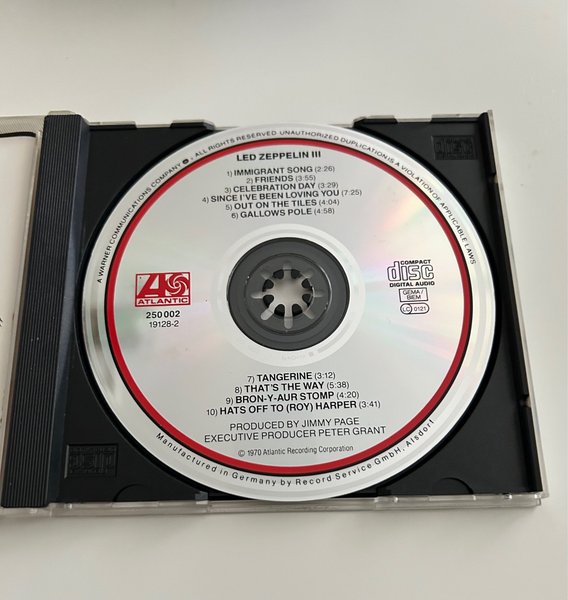 A WARNER COMMUNICATIONS COMPANY • ALL RIGHTS RESERVED UNAUTHORIZED DUPLICATION IS A VIOLATION OF APPLICABLE LAWS
LED ZEPPELIN III
1) IMMIGRANT SONG (2:26)
2) FRIENDS (3:55)
3) CELEBRATION DAY (3:29)
4) SINCE I'VE BEEN LOVING YOU (7:25)
5) OUT ON THE TILES (4:04)
6) GALLOWS POLE (4:58)
ATLANTIC
250 002
19128-2
COMPACT
disc
DIGITAL AUDIO
GEMA/
BIEM
LC 0121
7) TANGERINE (3:12)
8) THAT'S THE WAY (5:38)
9) BRON-Y-AUR STOMP (4:20)
10) HATS OFF TO (ROY) HARPER (3:41)
PRODUCED BY JIMMY PAGE
EXECUTIVE PRODUCER PETER GRANT
© 1970 Atlantic Recording Corporation
Manufactured in Germany by Record Service GmbH, Alsdorf
disc
disc